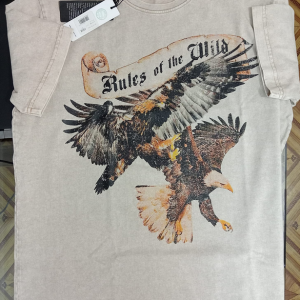 Rules of the Wild